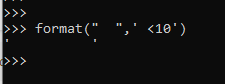 >>>
>>> format("  ",' <10')
'          '
>>>